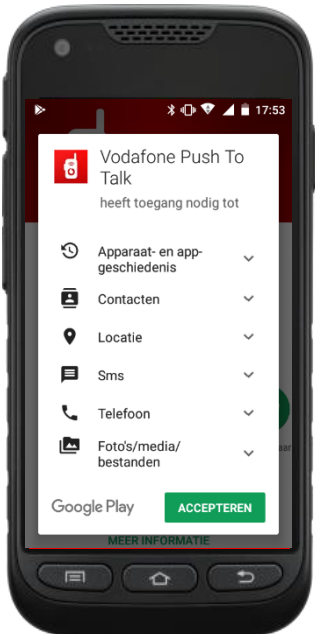 17:53
Vodafone Push To
Talk
heeft toegang nodig tot
Apparaat- en app-
geschiedenis
Contacten
Locatie
Sms
Telefoon
Foto's/media/
bestanden
Google Play
ACCEPTEREN
MEER INFORMATIE